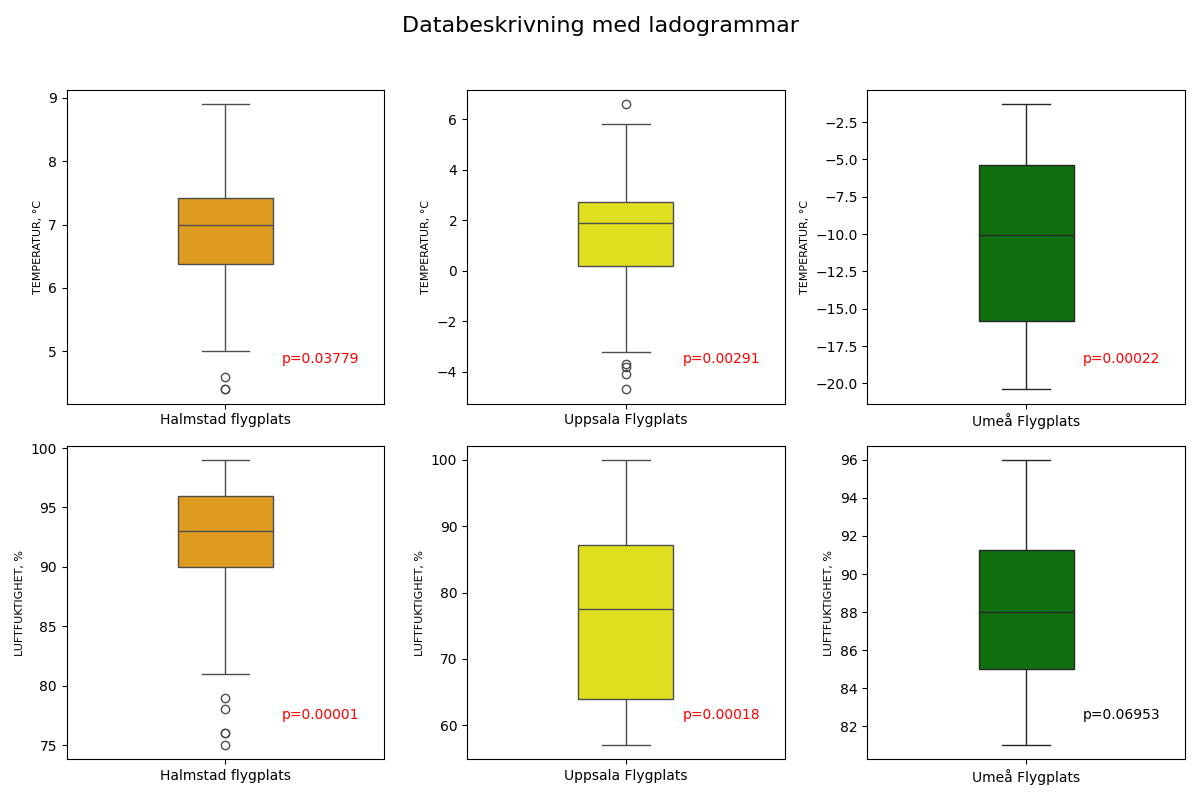 Databeskrivning med ladogrammar
9
8
7
6
5
TEMPERATUR, °C
p=0.03779
Halmstad flygplats
6
4
2
0
−2
−4
TEMPERATUR, °C
p=0.00291
Uppsala Flygplats
−2.5
−5.0
−7.5
−10.0
−12.5
−15.0
−17.5
−20.0
TEMPERATUR, °C
p=0.00022
Umeå Flygplats
100
95
90
85
80
75
LUFTFUKTIGHET, %
p=0.00001
Halmstad flygplats
100
90
80
70
60
LUFTFUKTIGHET, %
p=0.00018
Uppsala Flygplats
96
94
92
90
88
86
84
82
LUFTFUKTIGHET, %
p=0.06953
Umeå Flygplats